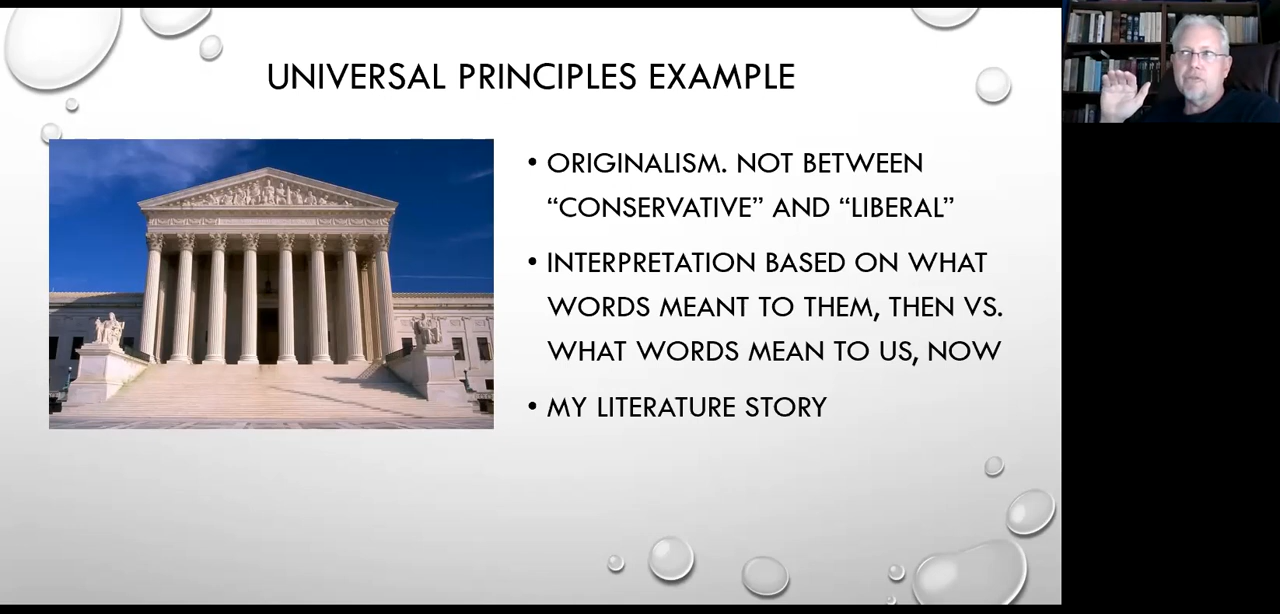 UNIVERSAL PRINCIPLES EXAMPLE
• ORIGINALISM. NOT BETWEEN
“CONSERVATIVE” AND “LIBERAL”
• INTERPRETATION BASED ON WHAT
WORDS MEANT TO THEM, THEN VS.
WHAT WORDS MEAN TO US, NOW
• MY LITERATURE STORY